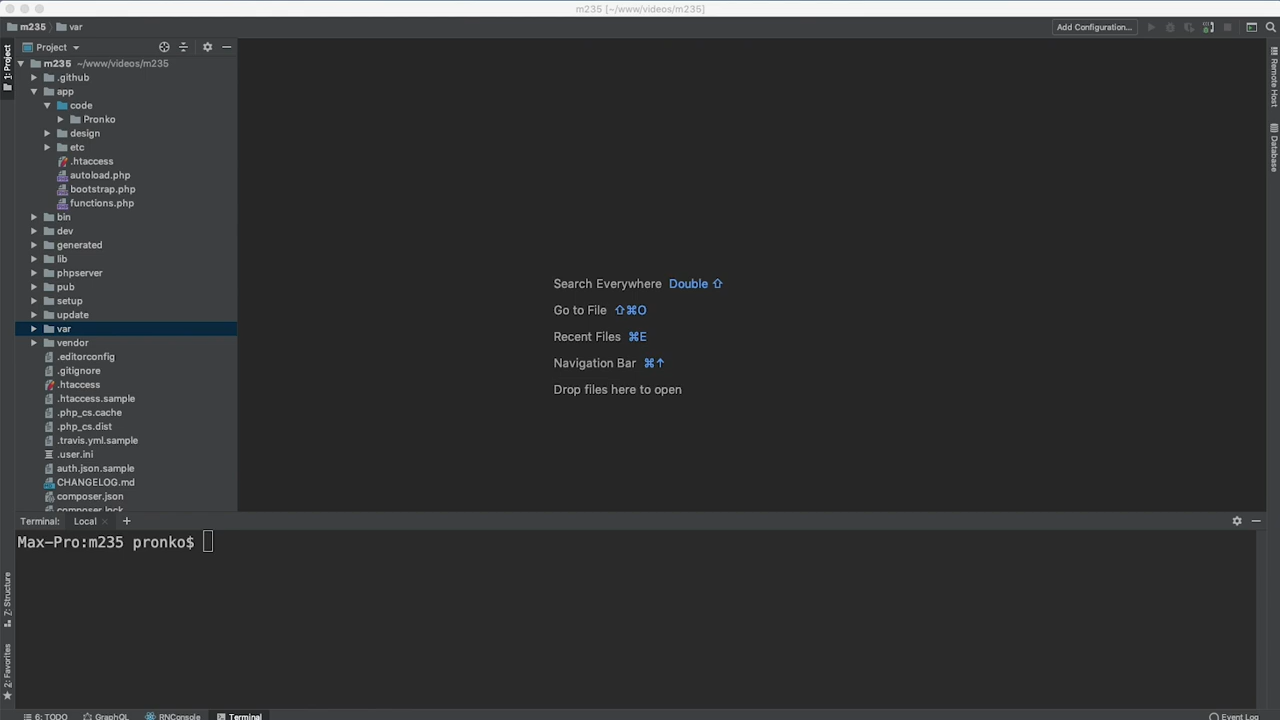 m235 [~/www/videos/m235]
m235 var
Add Configuration...
Project
m235 ~/www/videos/m235
.github
app
code
Pronko
design
etc
.htaccess
autoload.php
bootstrap.php
functions.php
bin
dev
generated
lib
phpserver
pub
setup
update
var
vendor
.editorconfig
.gitignore
.htaccess
.htaccess.sample
.php_cs.cache
.php_cs.dist
.travis.yml.sample
.user.ini
auth.json.sample
CHANGELOG.md
composer.json
composer.lock
1: Project
Z: Structure
2: Favorites
Search Everywhere Double ⇧
Go to File ⇧⌘O
Recent Files ⌘E
Navigation Bar ⌘↑
Drop files here to open
Remote Host
Database
Terminal: Local
Max-Pro:m235 pronko$
6: TODO GraphQL RNConsole Terminal Event Log